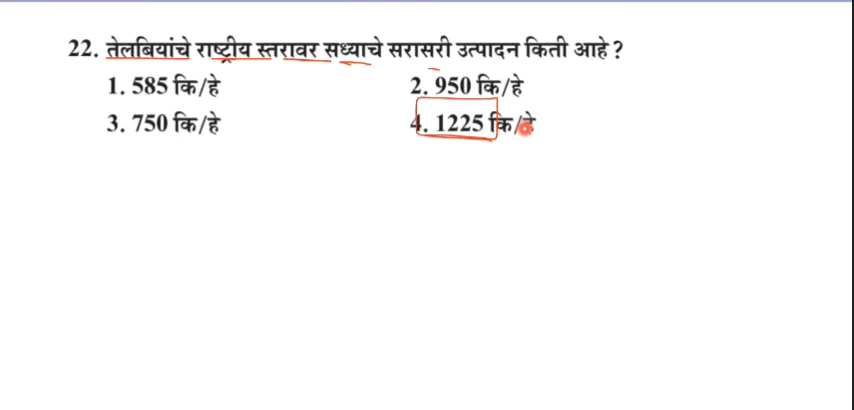 22. तेलबियांचे राष्ट्रीय स्तरावर सध्याचे सरासरी उत्पादन किती आहे ?
1. 585 कि/हे 2. 950 कि/हे
3. 750 कि/हे 4. 1225 कि/हे